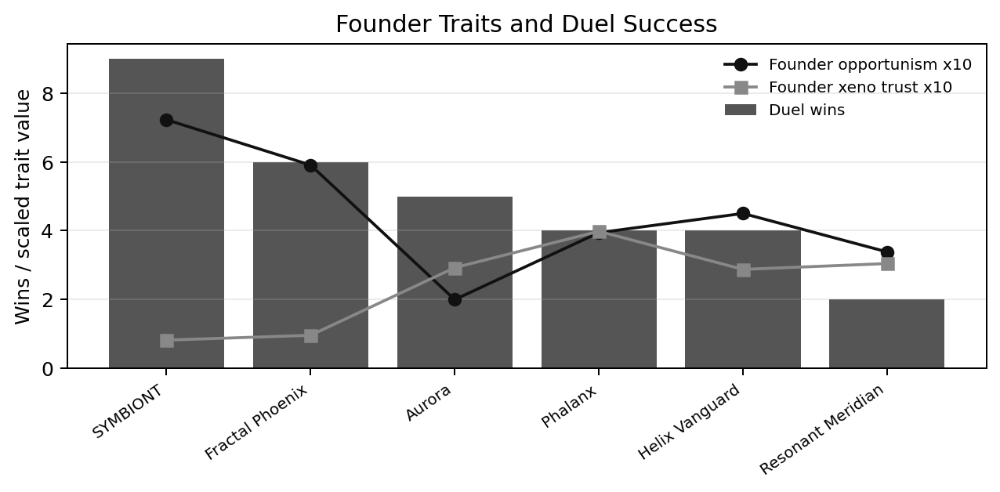 Founder Traits and Duel Success
Founder opportunism x10
Founder xeno trust x10
Duel wins
Wins / scaled trait value
8
6
4
2
0
SYMBIONT
Fractal Phoenix
Aurora
Phalanx
Helix Vanguard
Resonant Meridian